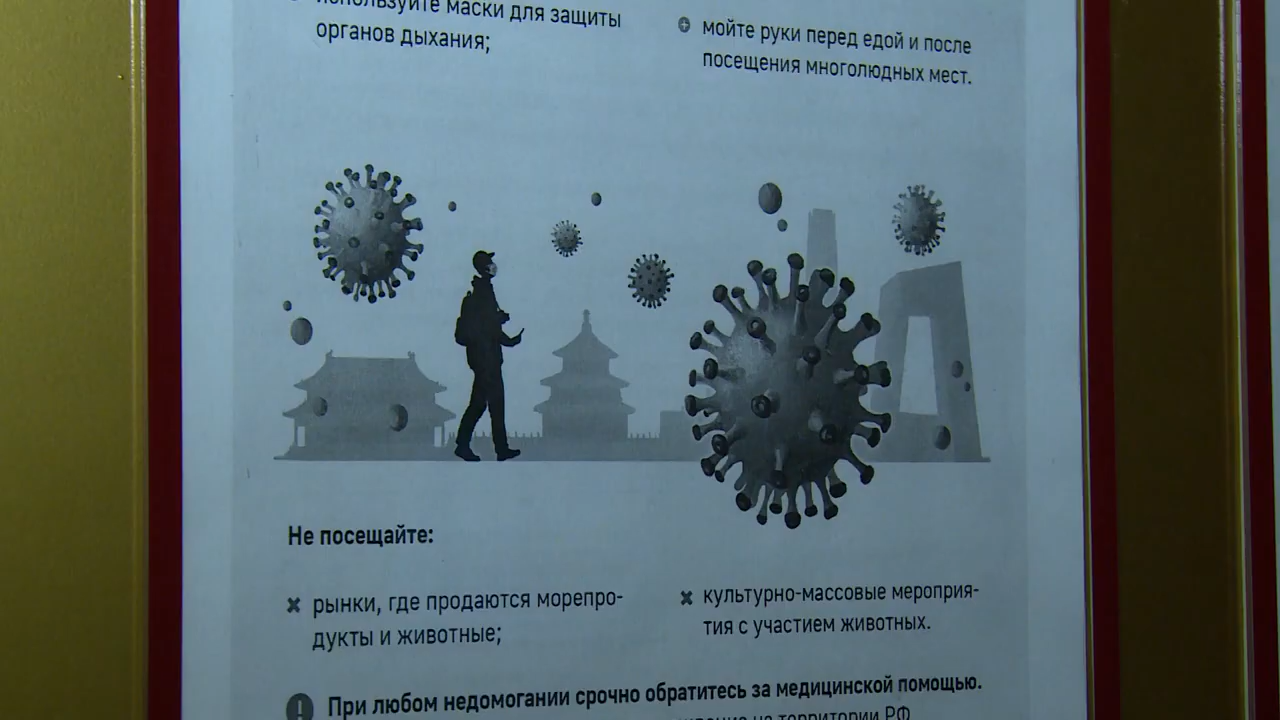 используйте маски для защиты
органов дыхания;
мойте руки перед едой и после
посещения многолюдных мест.
Не посещайте:
рынки, где продаются морепро-
дукты и животные;
культурно-массовые мероприя-
тия с участием животных.
При любом недомогании срочно обратитесь за медицинской помощью.
на территории РФ